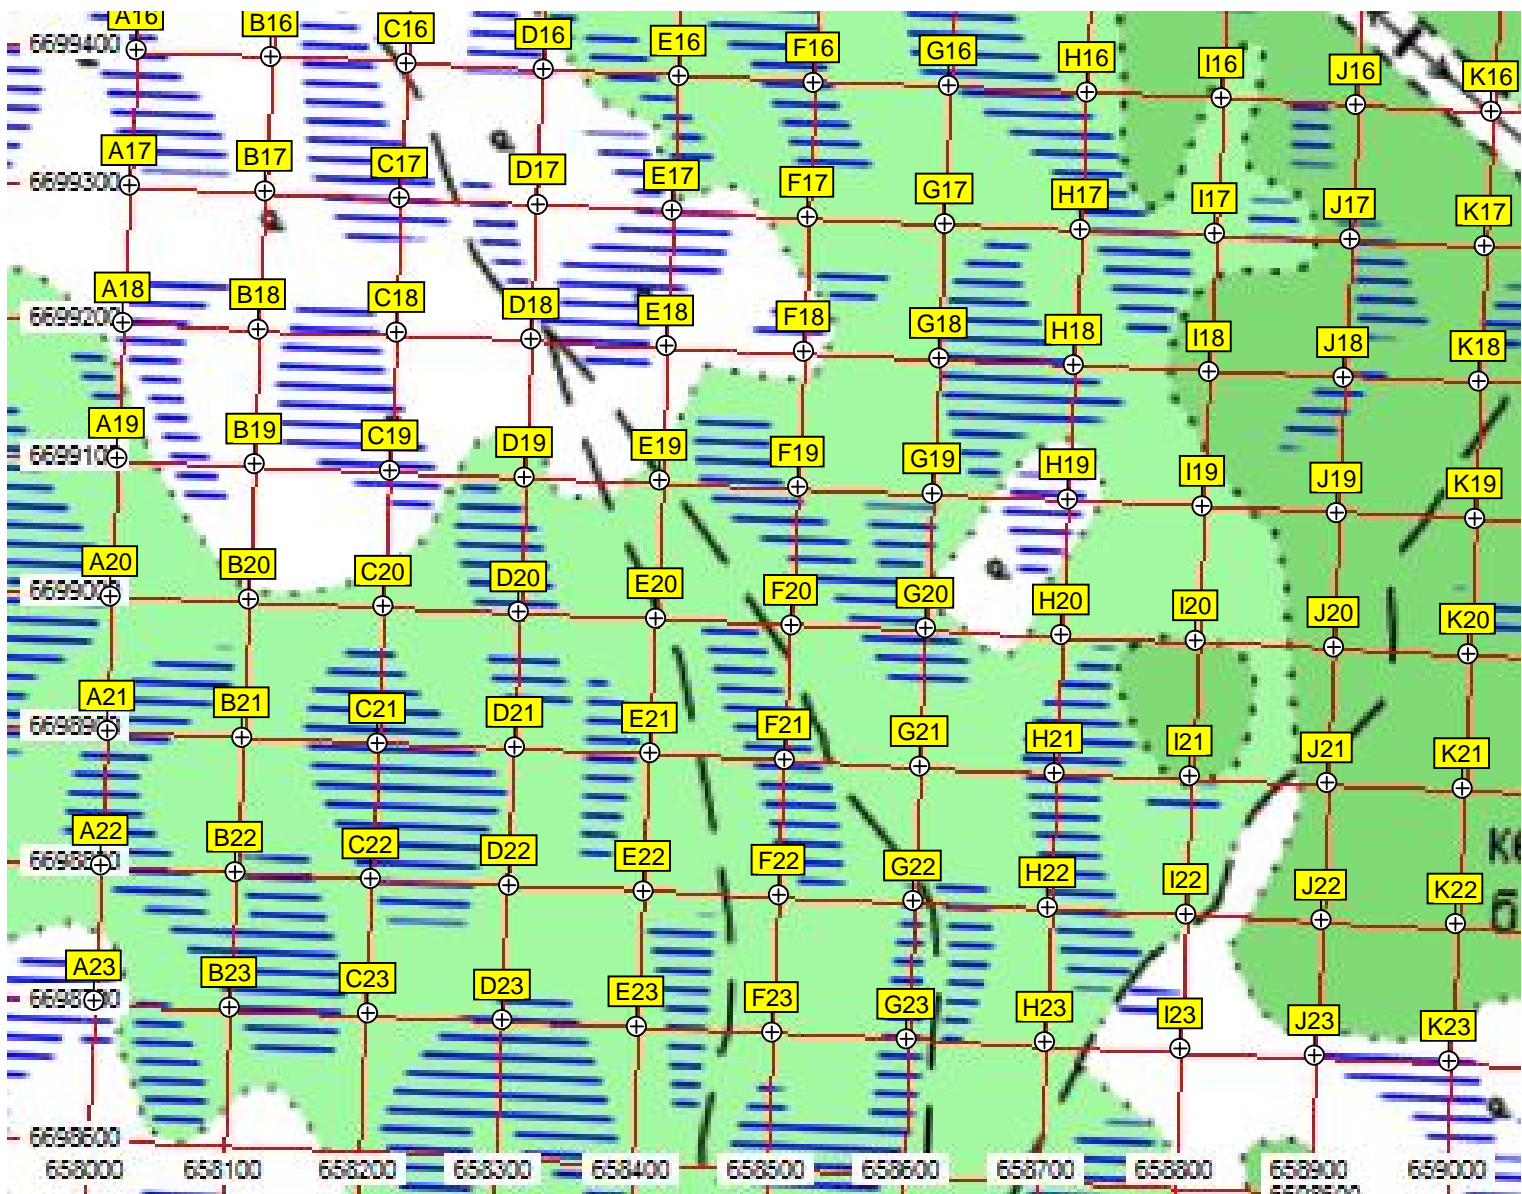 A16 B16 C16 D16 E16 F16 G16 H16 I16 J16 K16
6699400
A17 B17 C17 D17 E17 F17 G17 H17 I17 J17 K17
6699300
A18 B18 C18 D18 E18 F18 G18 H18 I18 J18 K18
6699200
A19 B19 C19 D19 E19 F19 G19 H19 I19 J19 K19
6699100
A20 B20 C20 D20 E20 F20 G20 H20 I20 J20 K20
6699000
A21 B21 C21 D21 E21 F21 G21 H21 I21 J21 K21
6698900
A22 B22 C22 D22 E22 F22 G22 H22 I22 J22 K22
6698800
A23 B23 C23 D23 E23 F23 G23 H23 I23 J23 K23
6698600
658000 658100 658200 658300 658400 658500 658600 658700 658800 658900 659000